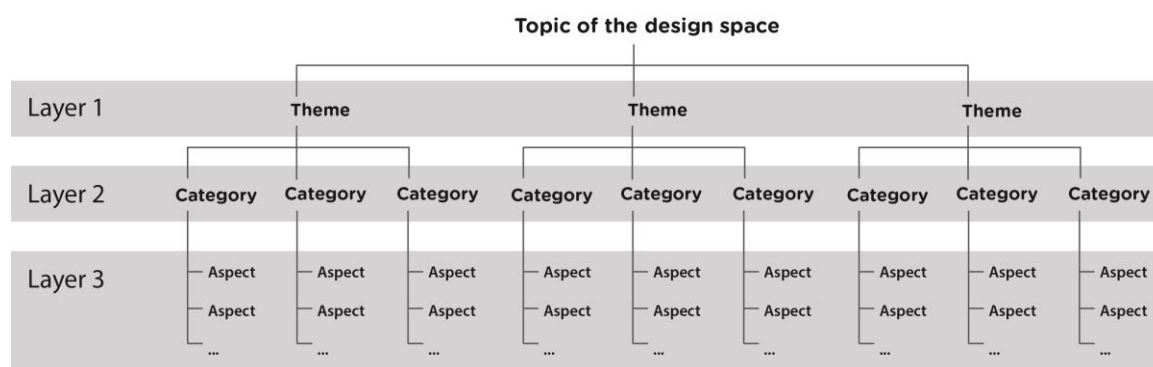 Topic of the design space
Layer 1 Theme Theme Theme
Layer 2 Category Category Category Category Category Category Category Category Category
Layer 3 Aspect Aspect Aspect Aspect Aspect Aspect Aspect Aspect Aspect
Aspect Aspect Aspect Aspect Aspect Aspect Aspect Aspect Aspect
... ... ... ... ... ... ... ... ...